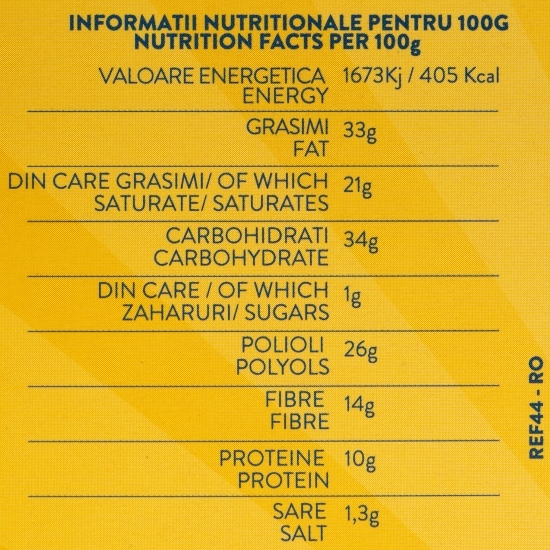 INFORMATII NUTRITIONALE PENTRU 100G
NUTRITION FACTS PER 100g
VALOARE ENERGETICA 1673Kj / 405 Kcal
ENERGY
GRASIMI 33g
FAT
DIN CARE GRASIMI/ OF WHICH 21g
SATURATE/ SATURATES
CARBOHIDRATI 34g
CARBOHYDRATE
DIN CARE / OF WHICH 1g
ZAHARURI/ SUGARS
POLIOLI 26g
POLYOLS
FIBRE 14g
FIBRE
PROTEINE 10g
PROTEIN
SARE 1,3g
SALT
REF44 - RO